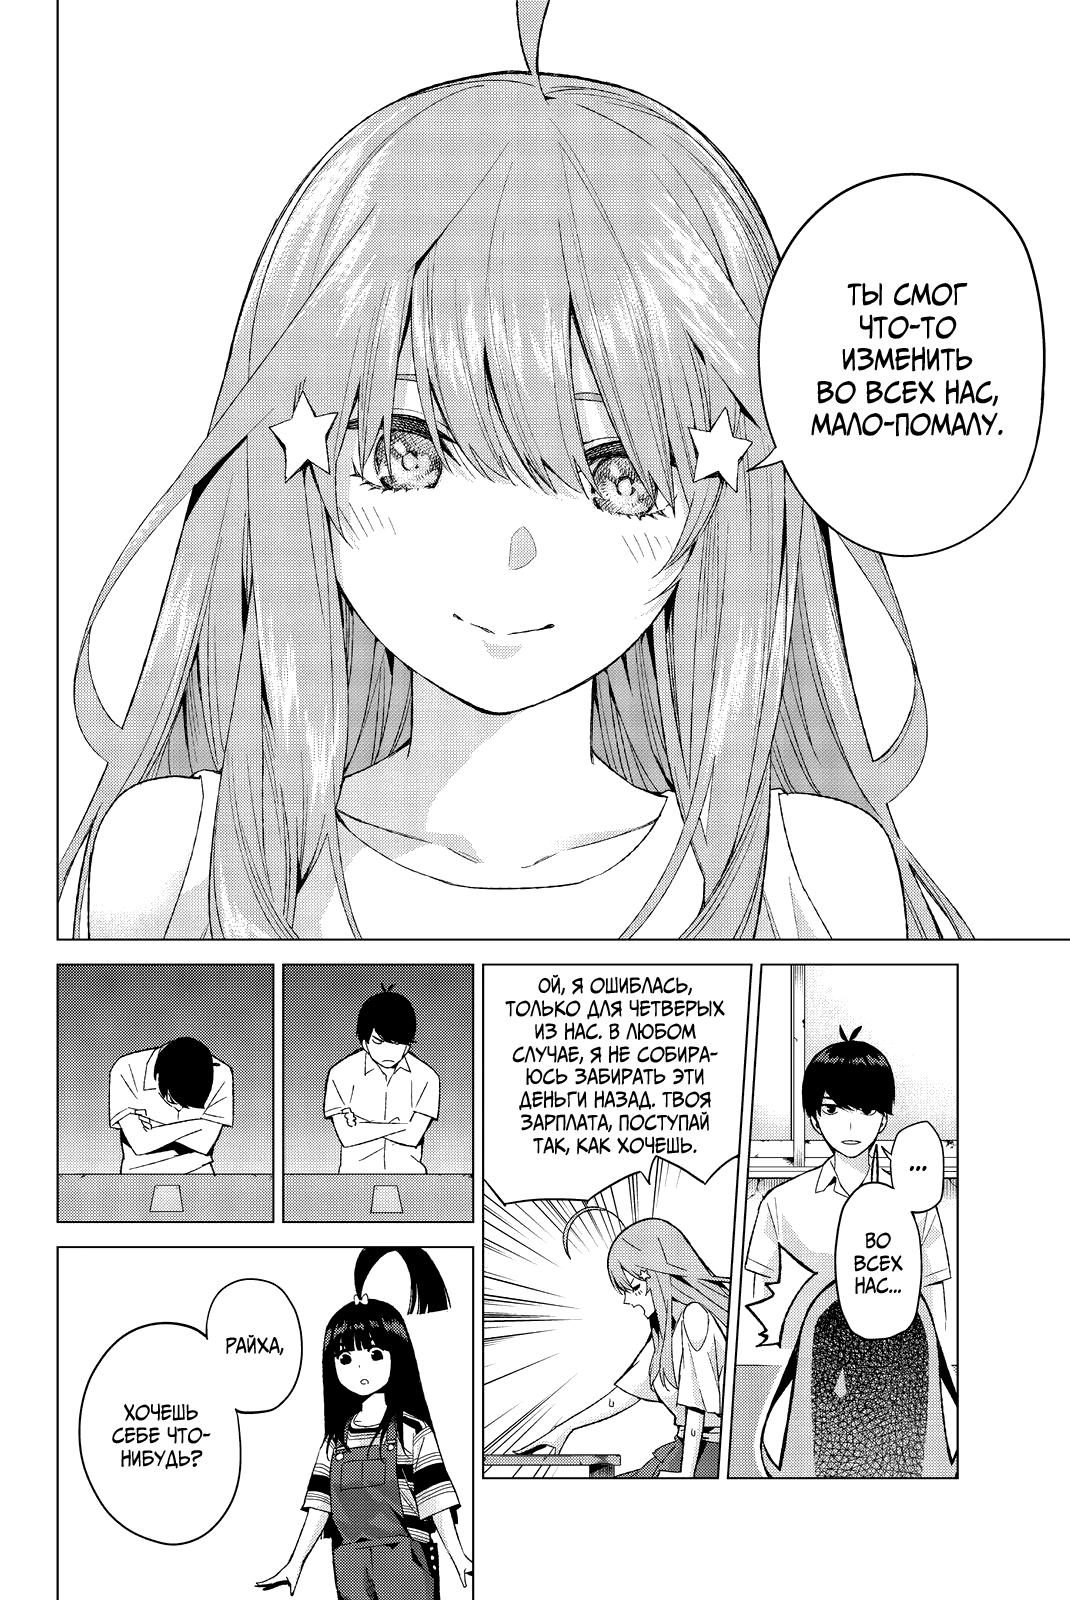 ТЫ СМОГ
ЧТО-ТО
ИЗМЕНИТЬ
ВО ВСЕХ НАС,
МАЛО-ПОМАЛУ.
...
ВО
ВСЕХ
НАС...
ОЙ, Я ОШИБЛАСЬ,
ТОЛЬКО ДЛЯ ЧЕТВЕРЫХ
ИЗ НАС. В ЛЮБОМ
СЛУЧАЕ, Я НЕ СОБИРА-
ЮСЬ ЗАБИРАТЬ ЭТИ
ДЕНЬГИ НАЗАД. ТВОЯ
ЗАРПЛАТА, ПОСТУПАЙ
ТАК, КАК ХОЧЕШЬ.
РАЙХА,
ХОЧЕШЬ
СЕБЕ ЧТО-
НИБУДЬ?